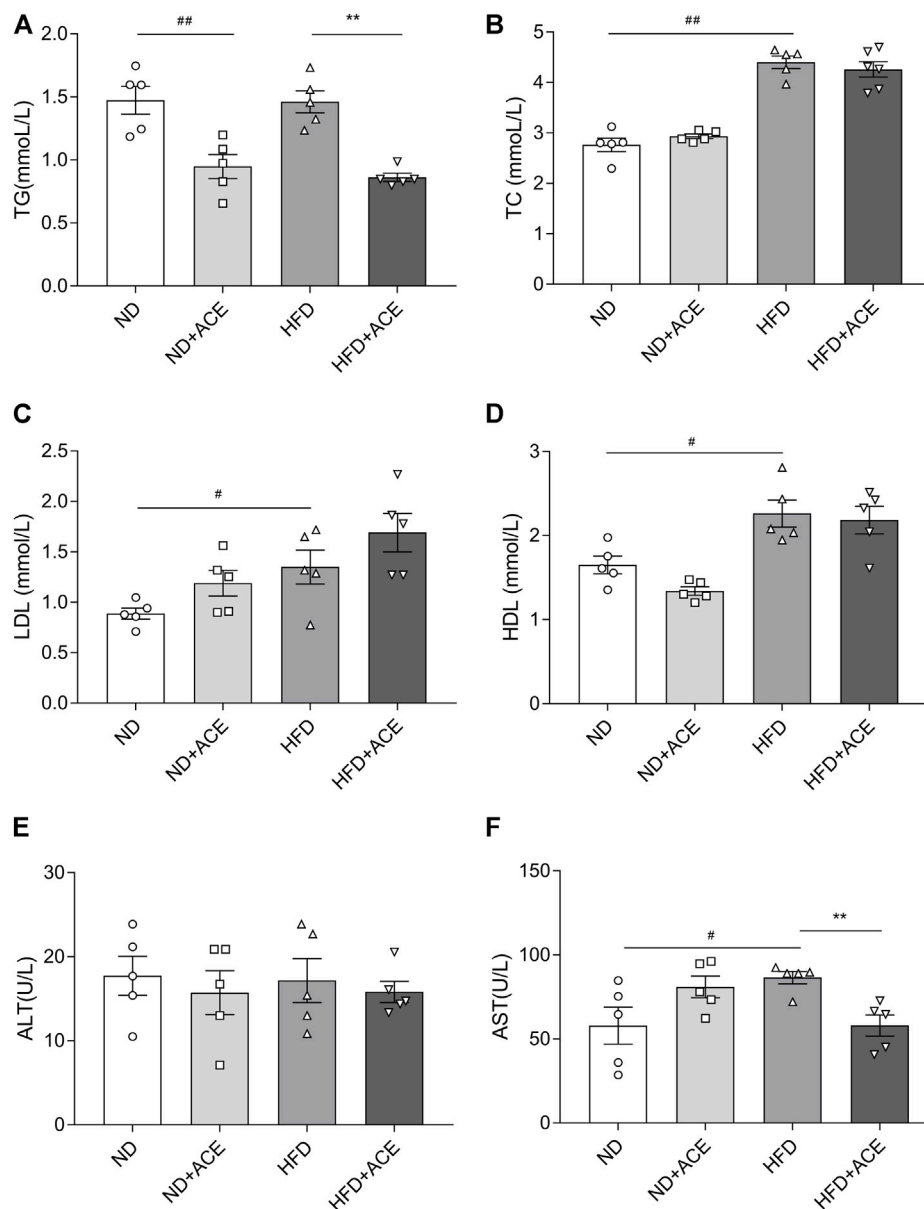 A
##
**
2.0
1.5
1.0
0.5
0.0
TG(mmoL/L)
ND
ND+ACE
HFD
HFD+ACE
B
##
5
4
3
2
1
0
TC (mmol/L)
ND
ND+ACE
HFD
HFD+ACE
C
#
2.5
2.0
1.5
1.0
0.5
0.0
LDL (mmol/L)
ND
ND+ACE
HFD
HFD+ACE
D
#
3
2
1
0
HDL (mmol/L)
ND
ND+ACE
HFD
HFD+ACE
E
30
20
10
0
ALT(U/L)
ND
ND+ACE
HFD
HFD+ACE
F
#
**
150
100
50
0
AST(U/L)
ND
ND+ACE
HFD
HFD+ACE